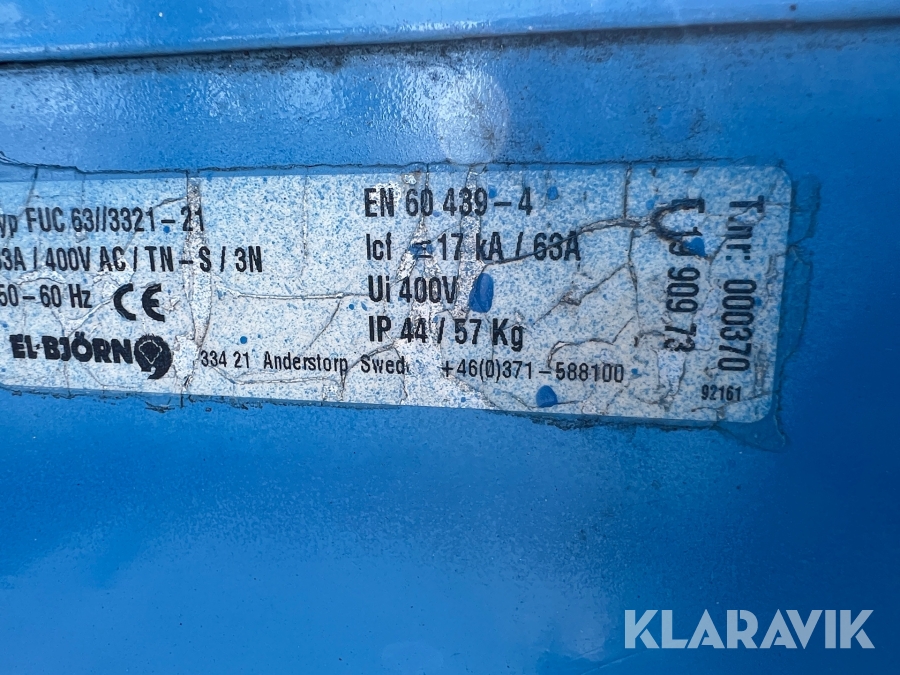 yp FUC 63//3321-21
63A / 400V AC / TN-S / 3N
50-60 Hz CE
EL-BJÖRN
334 21 Anderstorp Swed
+46(0)371-588100
EN 60 439-4
Icf = 17 kA / 63A
Ui 400V
IP 44 / 57 Kg
909 73
T.nr: 000370
92161
KLARAVIK